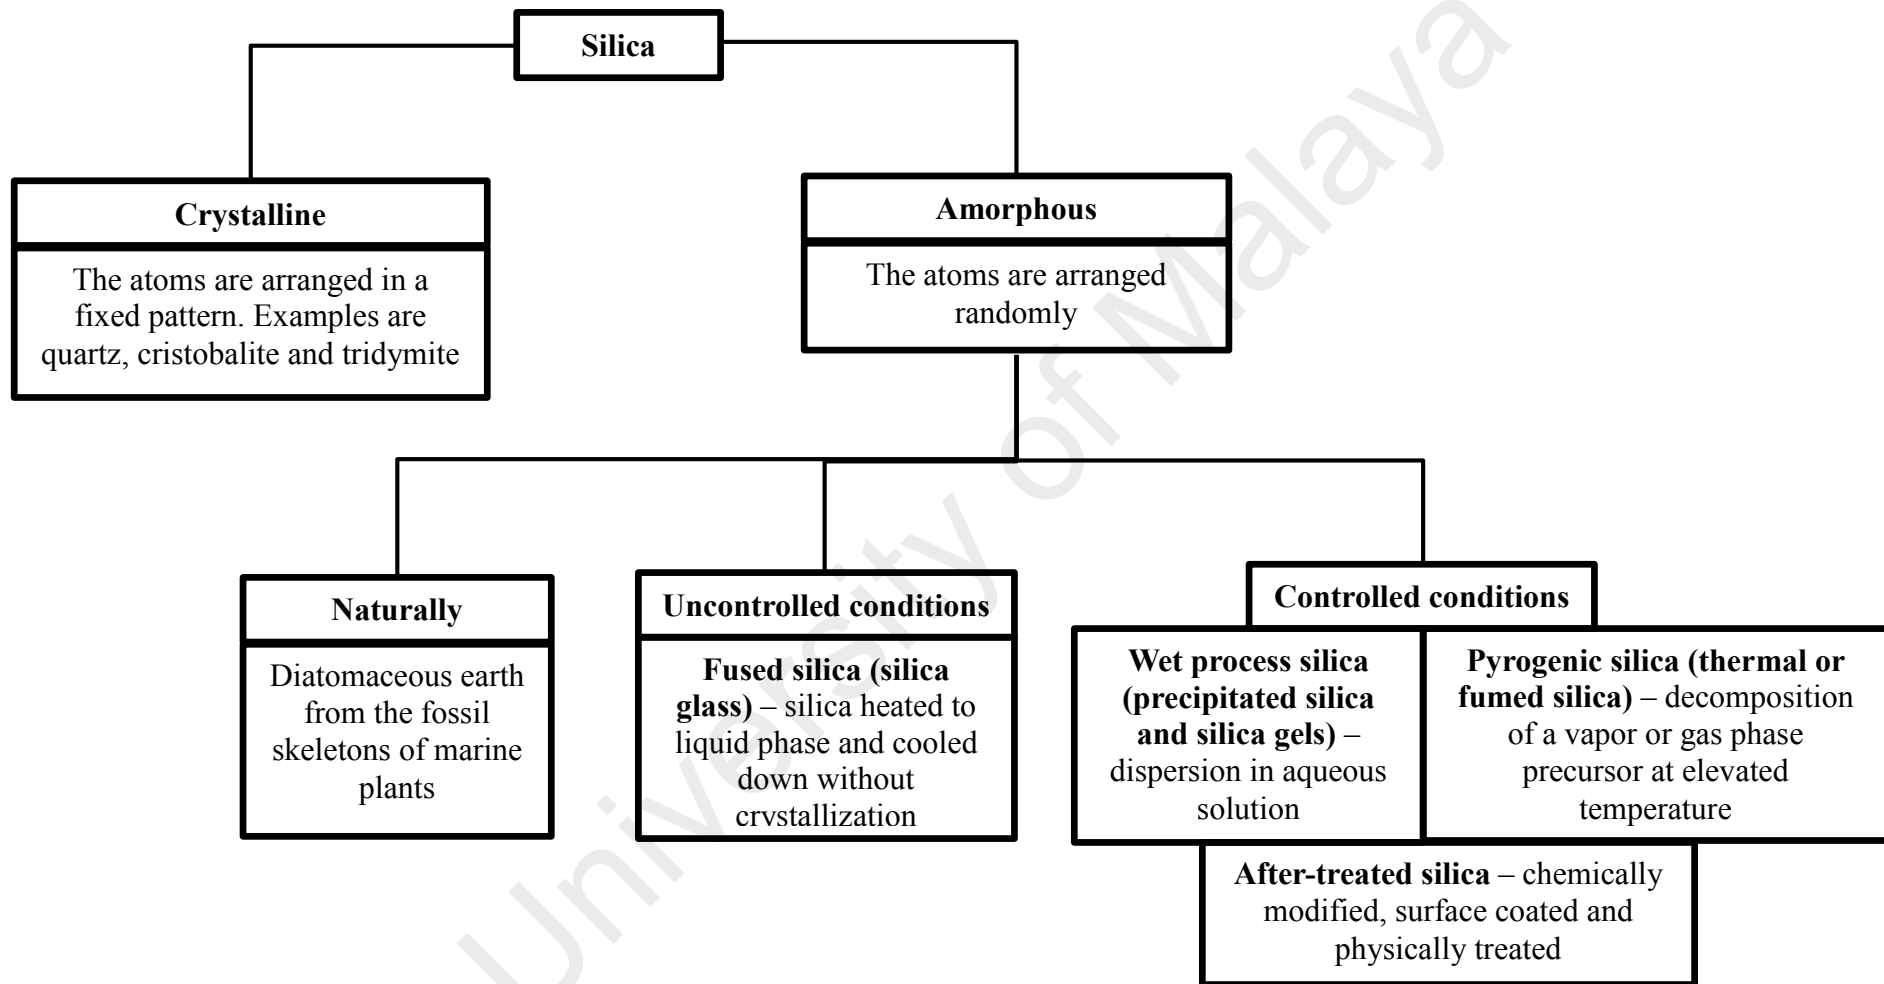 Silica
Crystalline
The atoms are arranged in a
fixed pattern. Examples are
quartz, cristobalite and tridymite
Amorphous
The atoms are arranged
randomly
Naturally
Diatomaceous earth
from the fossil
skeletons of marine
plants
Uncontrolled conditions
Fused silica (silica
glass) – silica heated to
liquid phase and cooled
down without
crystallization
Controlled conditions
Wet process silica
(precipitated silica
and silica gels) –
dispersion in aqueous
solution
Pyrogenic silica (thermal or
fumed silica) – decomposition
of a vapor or gas phase
precursor at elevated
temperature
After-treated silica – chemically
modified, surface coated and
physically treated
University of Malaya